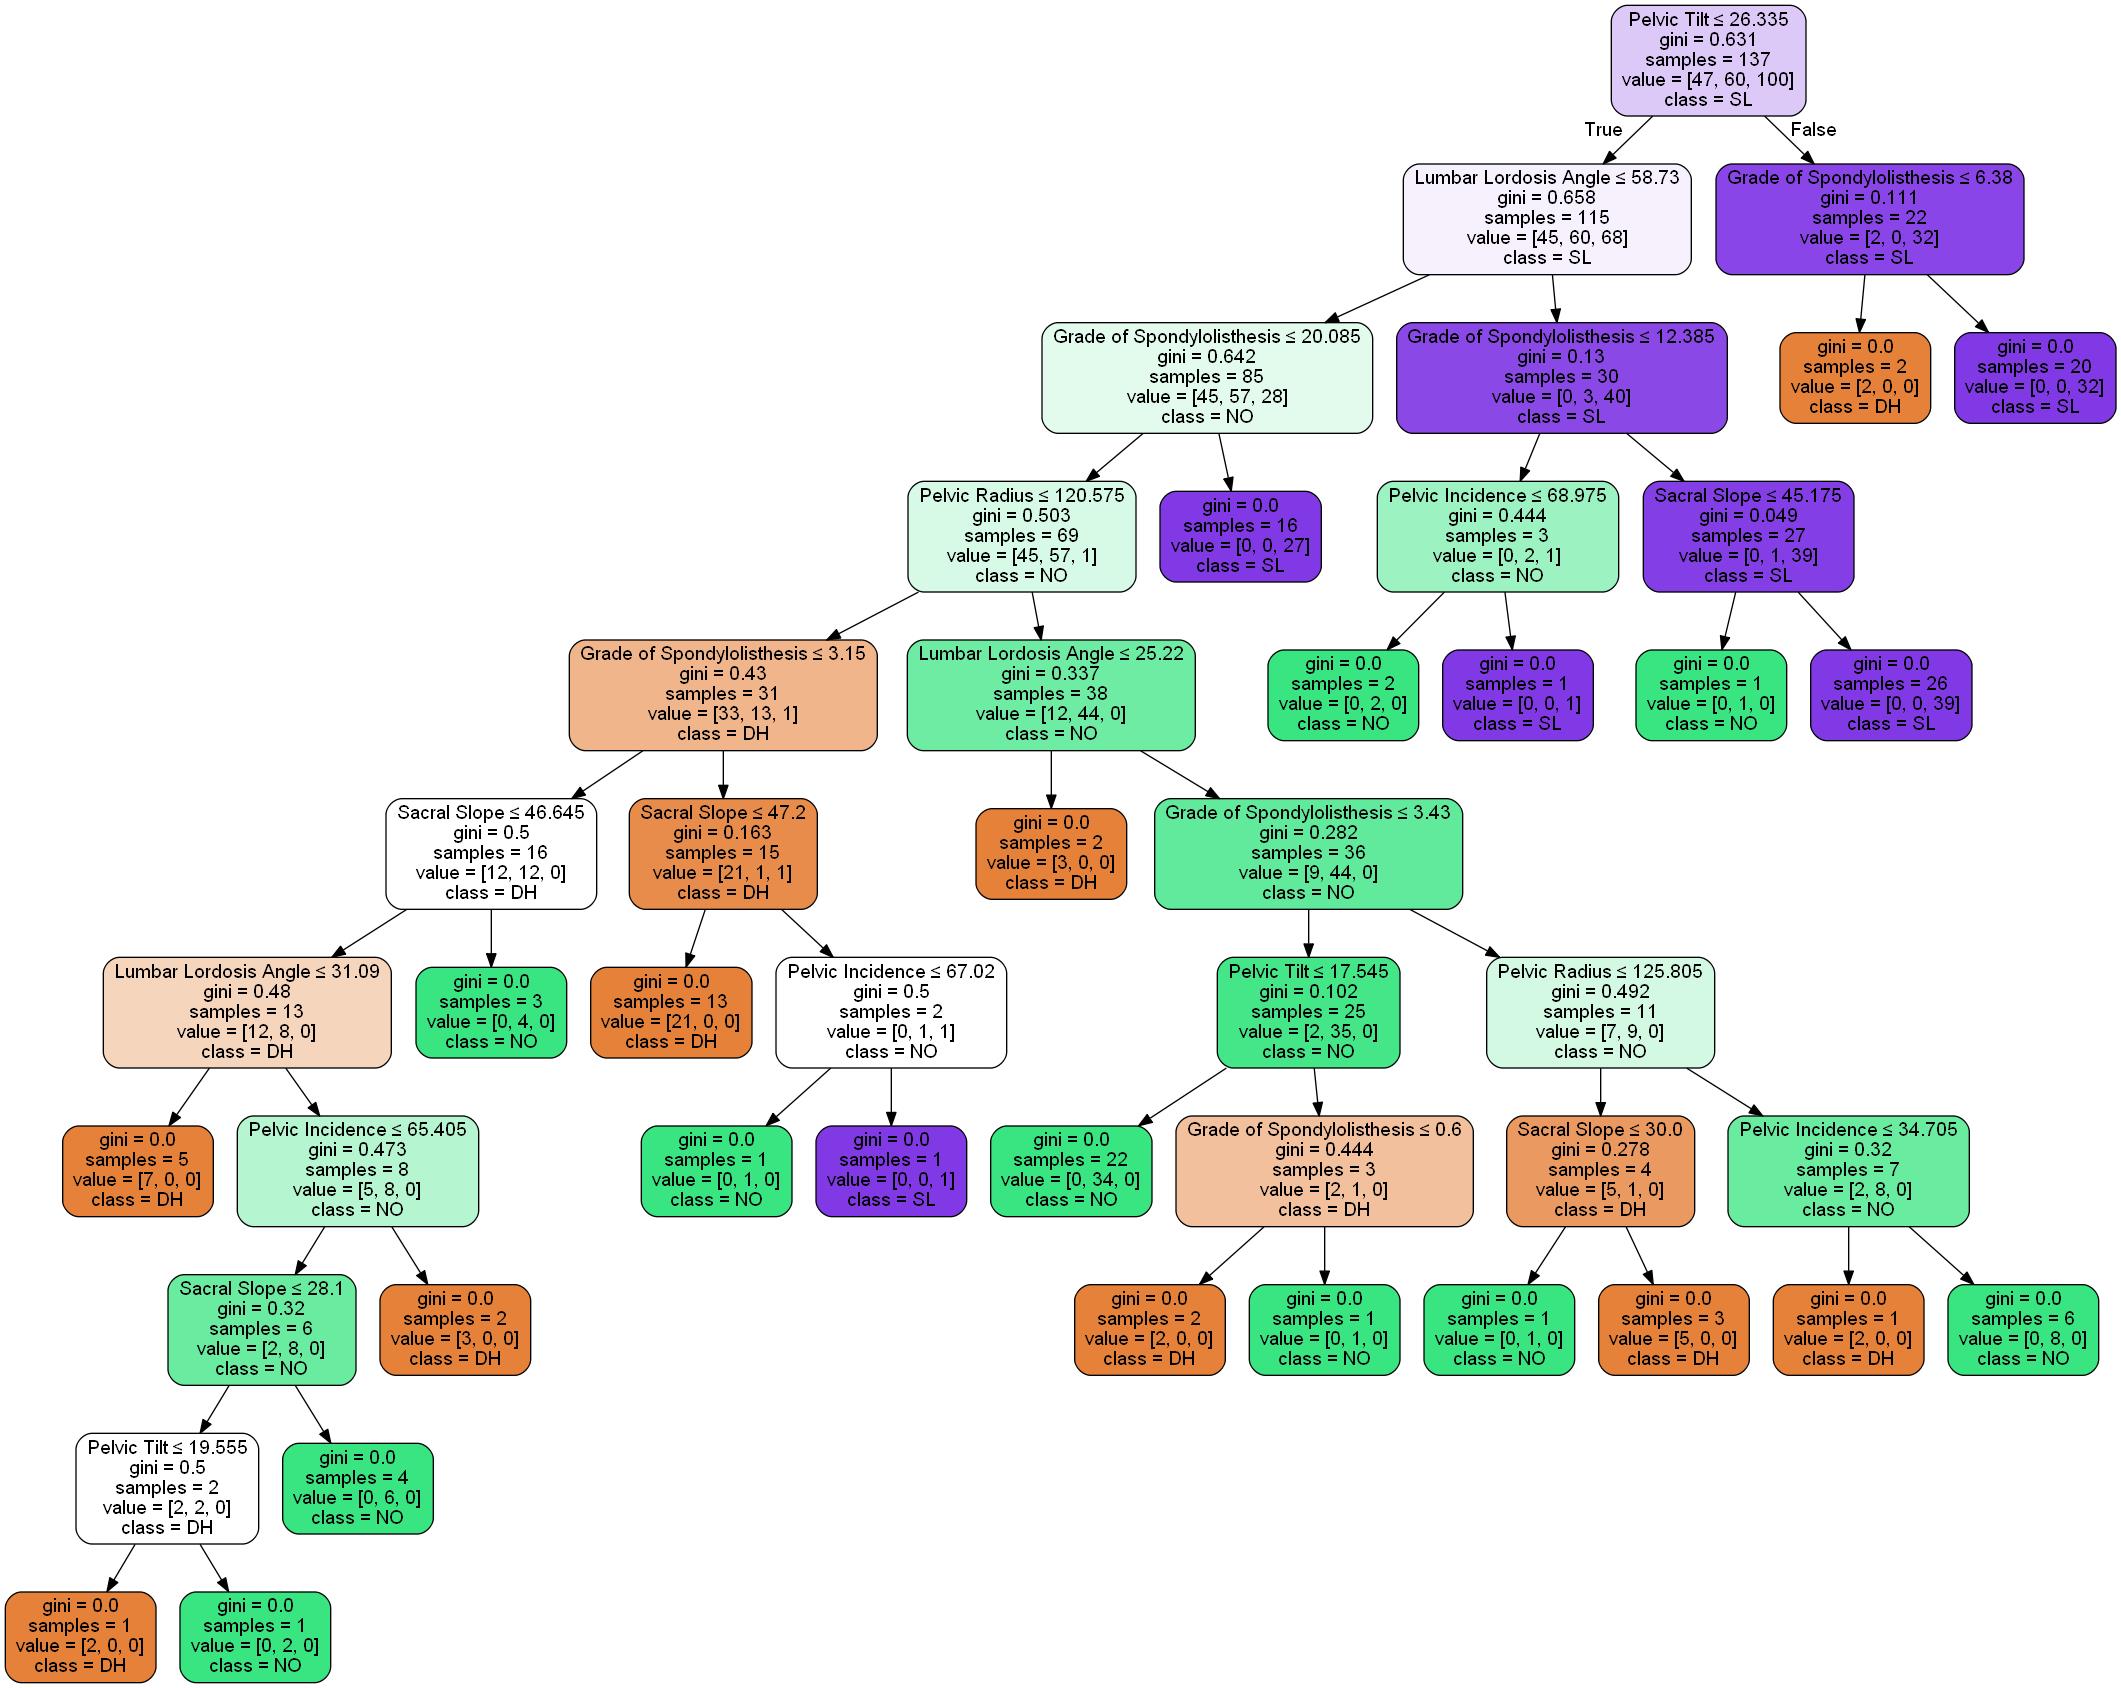 Pelvic Tilt ≤ 26.335
gini = 0.631
samples = 137
value = [47, 60, 100]
class = SL
True
False
Lumbar Lordosis Angle ≤ 58.73
gini = 0.658
samples = 115
value = [45, 60, 68]
class = SL
Grade of Spondylolisthesis ≤ 6.38
gini = 0.111
samples = 22
value = [2, 0, 32]
class = SL
Grade of Spondylolisthesis ≤ 20.085
gini = 0.642
samples = 85
value = [45, 57, 28]
class = NO
Grade of Spondylolisthesis ≤ 12.385
gini = 0.13
samples = 30
value = [0, 3, 40]
class = SL
gini = 0.0
samples = 2
value = [2, 0, 0]
class = DH
gini = 0.0
samples = 20
value = [0, 0, 32]
class = SL
Pelvic Radius ≤ 120.575
gini = 0.503
samples = 69
value = [45, 57, 1]
class = NO
gini = 0.0
samples = 16
value = [0, 0, 27]
class = SL
Pelvic Incidence ≤ 68.975
gini = 0.444
samples = 3
value = [0, 2, 1]
class = NO
Sacral Slope ≤ 45.175
gini = 0.049
samples = 27
value = [0, 1, 39]
class = SL
Grade of Spondylolisthesis ≤ 3.15
gini = 0.43
samples = 31
value = [33, 13, 1]
class = DH
Lumbar Lordosis Angle ≤ 25.22
gini = 0.337
samples = 38
value = [12, 44, 0]
class = NO
gini = 0.0
samples = 2
value = [0, 2, 0]
class = NO
gini = 0.0
samples = 1
value = [0, 0, 1]
class = SL
gini = 0.0
samples = 1
value = [0, 1, 0]
class = NO
gini = 0.0
samples = 26
value = [0, 0, 39]
class = SL
Sacral Slope ≤ 46.645
gini = 0.5
samples = 16
value = [12, 12, 0]
class = DH
Sacral Slope ≤ 47.2
gini = 0.163
samples = 15
value = [21, 1, 1]
class = DH
gini = 0.0
samples = 2
value = [3, 0, 0]
class = DH
Grade of Spondylolisthesis ≤ 3.43
gini = 0.282
samples = 36
value = [9, 44, 0]
class = NO
Lumbar Lordosis Angle ≤ 31.09
gini = 0.48
samples = 13
value = [12, 8, 0]
class = DH
gini = 0.0
samples = 3
value = [0, 4, 0]
class = NO
gini = 0.0
samples = 13
value = [21, 0, 0]
class = DH
Pelvic Incidence ≤ 67.02
gini = 0.5
samples = 2
value = [0, 1, 1]
class = NO
Pelvic Tilt ≤ 17.545
gini = 0.102
samples = 25
value = [2, 35, 0]
class = NO
Pelvic Radius ≤ 125.805
gini = 0.492
samples = 11
value = [7, 9, 0]
class = NO
gini = 0.0
samples = 5
value = [7, 0, 0]
class = DH
Pelvic Incidence ≤ 65.405
gini = 0.473
samples = 8
value = [5, 8, 0]
class = NO
gini = 0.0
samples = 1
value = [0, 1, 0]
class = NO
gini = 0.0
samples = 1
value = [0, 0, 1]
class = SL
gini = 0.0
samples = 22
value = [0, 34, 0]
class = NO
Grade of Spondylolisthesis ≤ 0.6
gini = 0.444
samples = 3
value = [2, 1, 0]
class = DH
Sacral Slope ≤ 30.0
gini = 0.278
samples = 4
value = [5, 1, 0]
class = DH
Pelvic Incidence ≤ 34.705
gini = 0.32
samples = 7
value = [2, 8, 0]
class = NO
Sacral Slope ≤ 28.1
gini = 0.32
samples = 6
value = [2, 8, 0]
class = NO
gini = 0.0
samples = 2
value = [3, 0, 0]
class = DH
gini = 0.0
samples = 2
value = [2, 0, 0]
class = DH
gini = 0.0
samples = 1
value = [0, 1, 0]
class = NO
gini = 0.0
samples = 1
value = [0, 1, 0]
class = NO
gini = 0.0
samples = 3
value = [5, 0, 0]
class = DH
gini = 0.0
samples = 1
value = [2, 0, 0]
class = DH
gini = 0.0
samples = 6
value = [0, 8, 0]
class = NO
Pelvic Tilt ≤ 19.555
gini = 0.5
samples = 2
value = [2, 2, 0]
class = DH
gini = 0.0
samples = 4
value = [0, 6, 0]
class = NO
gini = 0.0
samples = 1
value = [2, 0, 0]
class = DH
gini = 0.0
samples = 1
value = [0, 2, 0]
class = NO